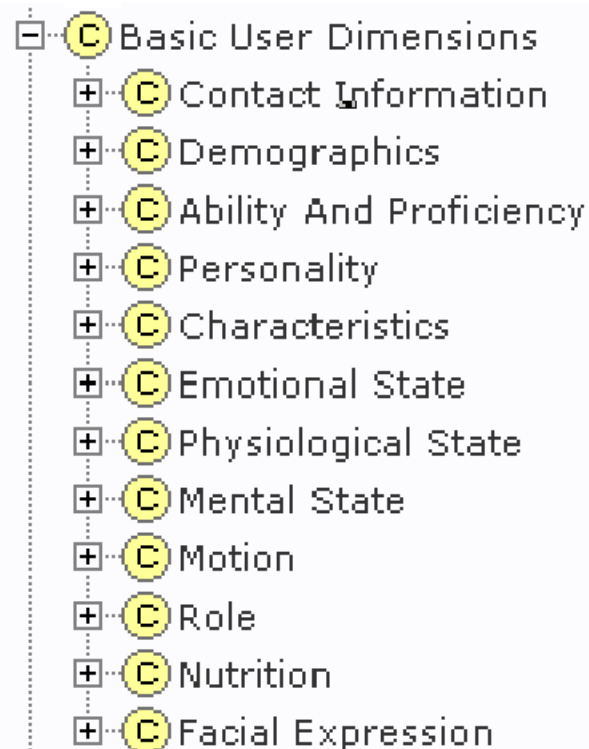 C Basic User Dimensions
C Contact Information
C Demographics
C Ability And Proficiency
C Personality
C Characteristics
C Emotional State
C Physiological State
C Mental State
C Motion
C Role
C Nutrition
C Facial Expression